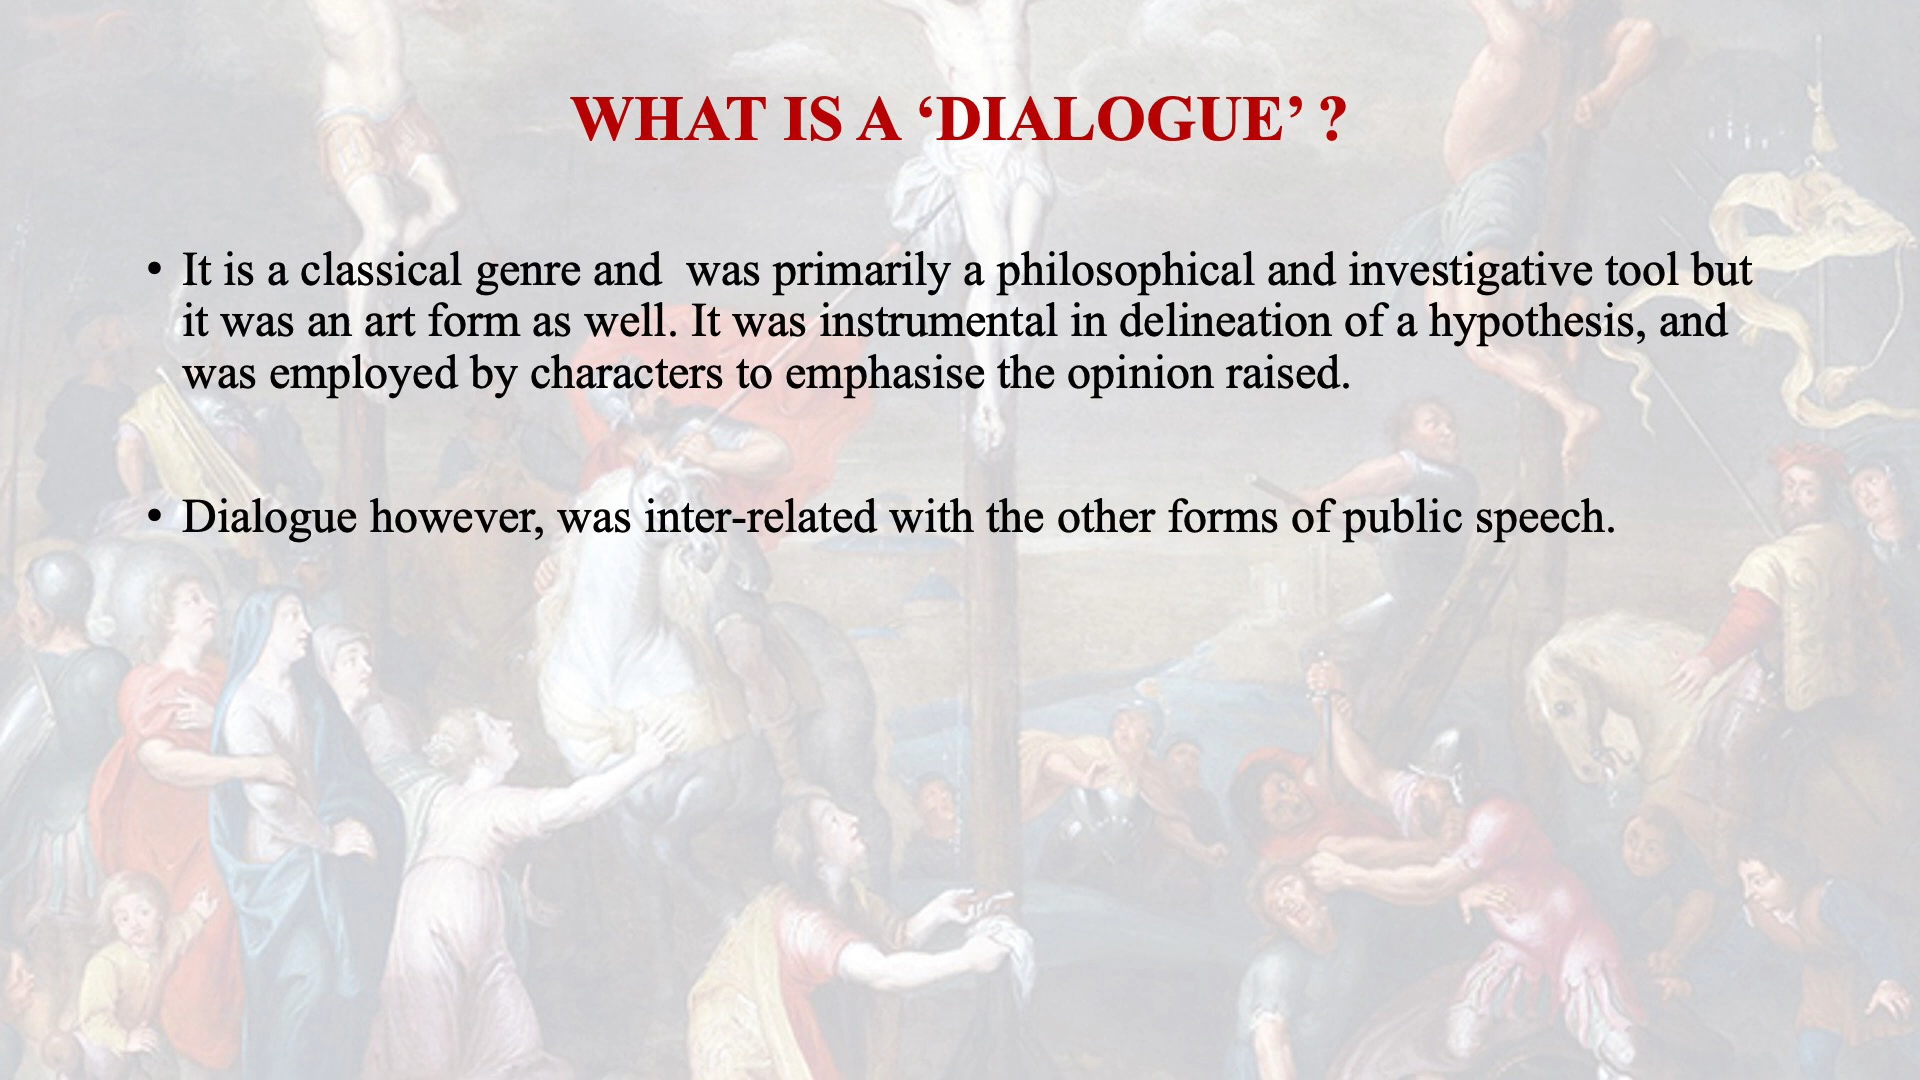 WHAT IS A ‘DIALOGUE’ ?
• It is a classical genre and  was primarily a philosophical and investigative tool but
it was an art form as well. It was instrumental in delineation of a hypothesis, and
was employed by characters to emphasise the opinion raised.
• Dialogue however, was inter-related with the other forms of public speech.